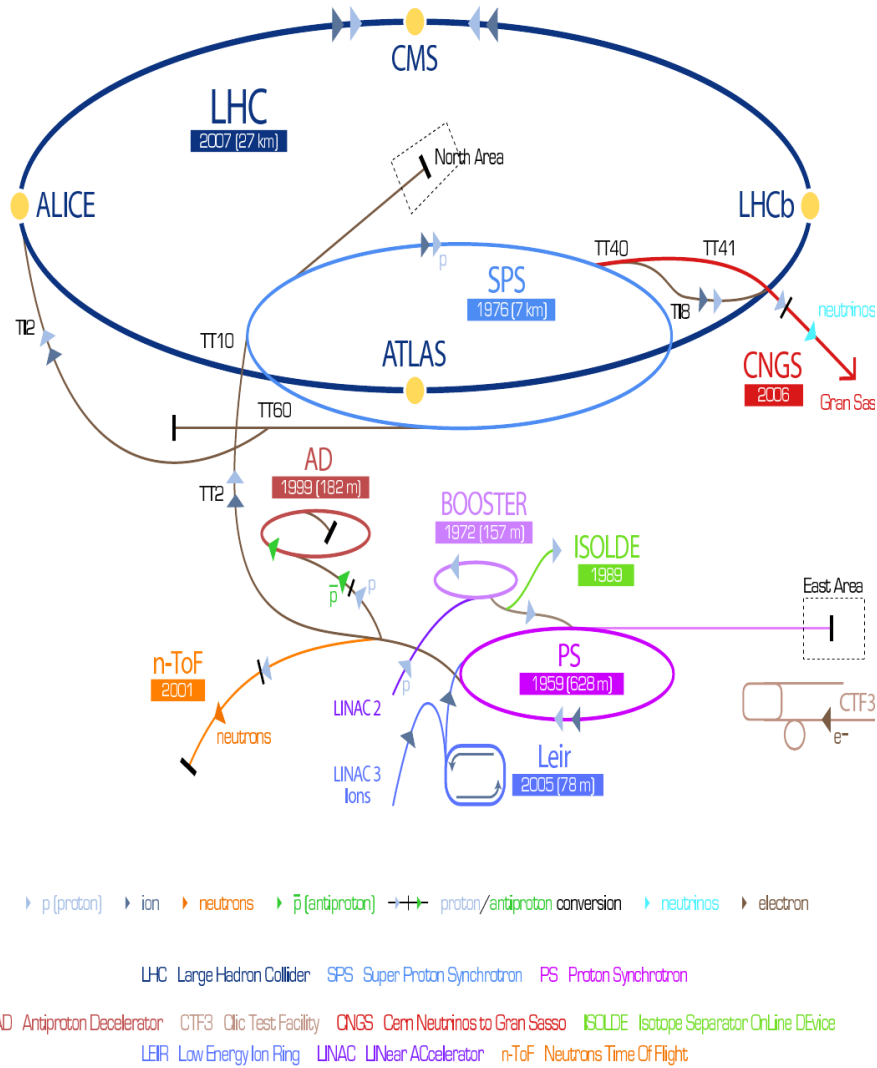 CMS
LHC
2007 (27 km)
North Area
ALICE
LHCb
TT40
TT41
p
SPS
1976 (7 km)
TI2
TI8
neutrinos
TT10
ATLAS
CNGS
2006
Gran Sas
TT60
AD
1999 (182 m)
TT2
BOOSTER
1972 (157 m)
ISOLDE
1989
East Area
p̅
p
n-ToF
2001
PS
1959 (628 m)
p
LINAC 2
CTF3
neutrons
e-
Leir
2005 (78 m)
LINAC 3
Ions
p (proton) ion neutrons p̅ (antiproton) proton/antiproton conversion neutrinos electron
LHC Large Hadron Collider SPS Super Proton Synchrotron PS Proton Synchrotron
AD Antiproton Decelerator CTF3 Clic Test Facility CNGS Cern Neutrinos to Gran Sasso ISOLDE Isotope Separator OnLine DEvice
LEIR Low Energy Ion Ring LINAC LINear ACcelerator n-ToF Neutrons Time Of Flight